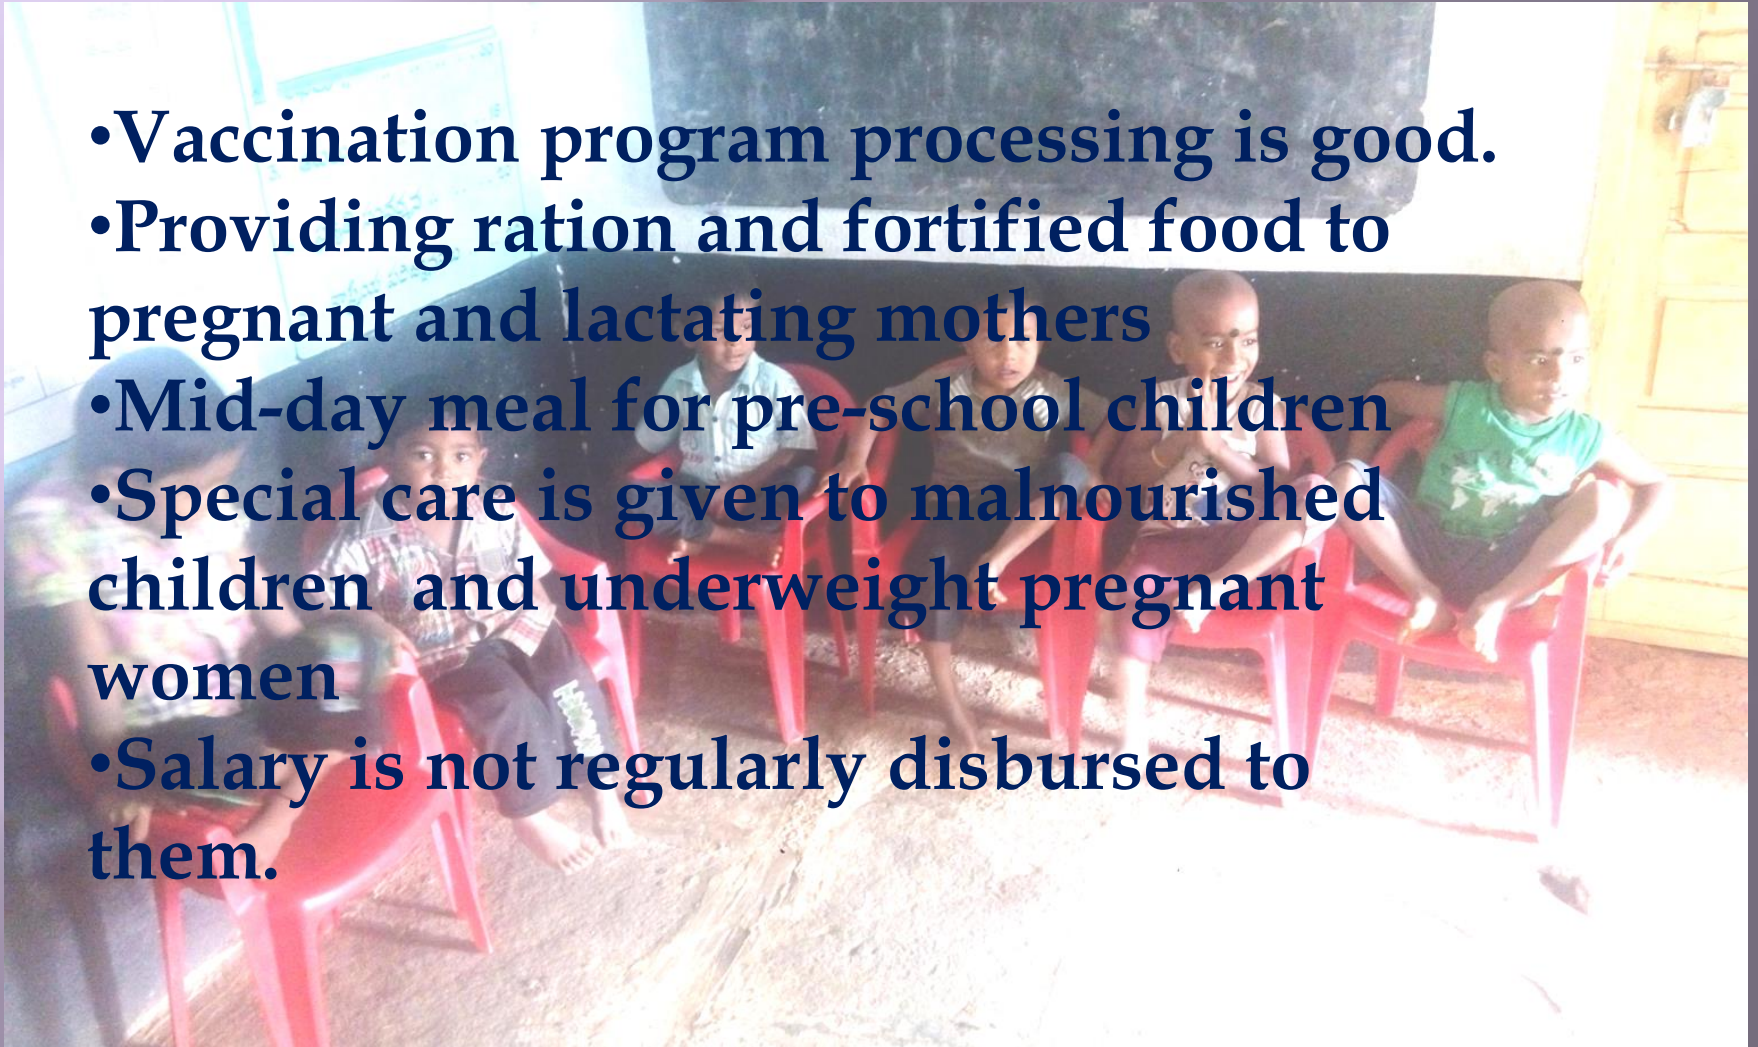 •Vaccination program processing is good.
•Providing ration and fortified food to
pregnant and lactating mothers
•Mid-day meal for pre-school children
•Special care is given to malnourished
children and underweight pregnant
women
•Salary is not regularly disbursed to
them.